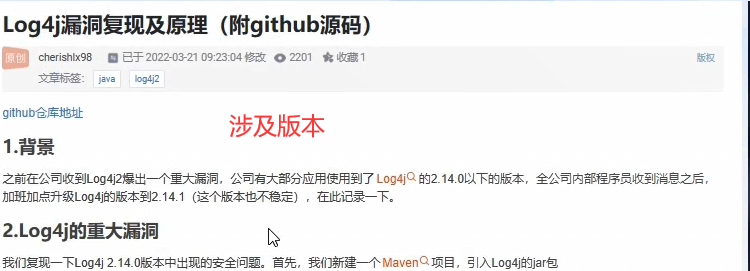 Log4j漏洞复现及原理（附github源码）
原创 cherishlx98 已于 2022-03-21 09:23:04 修改 2201 收藏 1 版权
文章标签： java log4j2
github仓库地址
涉及版本
1.背景
之前在公司收到Log4j2爆出一个重大漏洞，公司有大部分应用使用到了 Log4j 的2.14.0以下的版本，全公司内部程序员收到消息之后，
加班加点升级Log4j的版本到2.14.1（这个版本也不稳定），在此记录一下。
2.Log4j的重大漏洞
我们复现一下Log4j 2.14.0版本中出现的安全问题。首先，我们新建一个 Maven 项目，引入Log4j的jar包